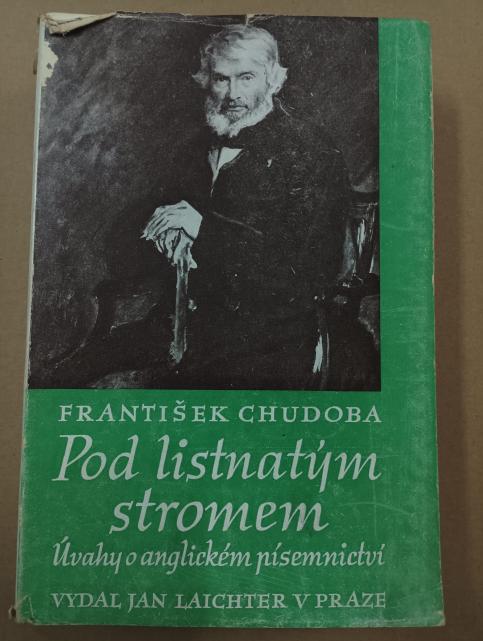 FRANTIŠEK CHUDOBA
Pod listnatým
stromem
Úvahy o anglickém písemnictví
VYDAL JAN LAICHTER V PRAZE